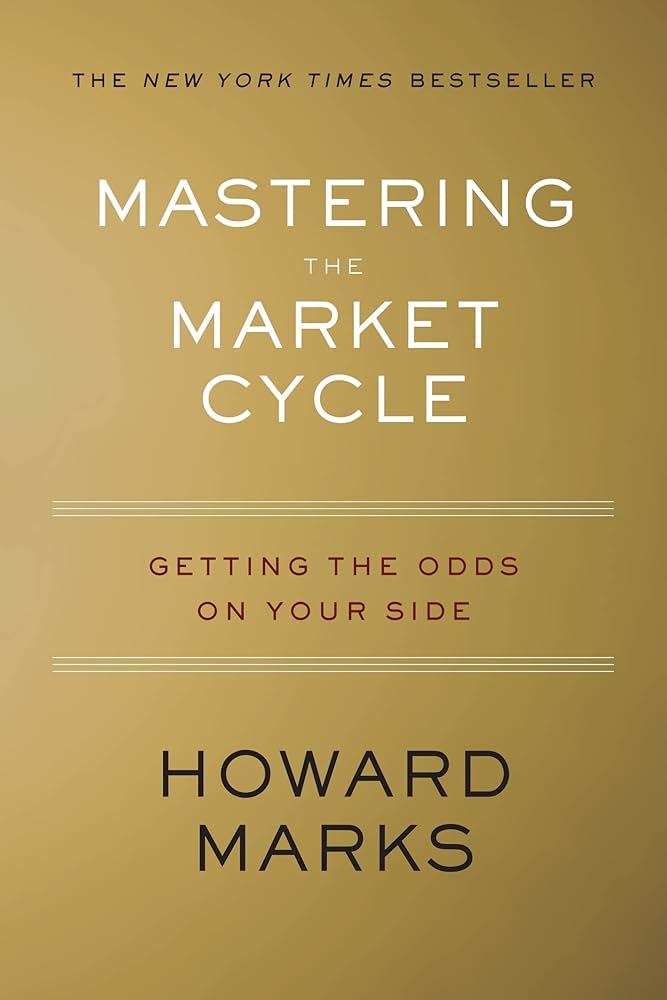 THE NEW YORK TIMES BESTSELLER
MASTERING
THE
MARKET
CYCLE
GETTING THE ODDS
ON YOUR SIDE
HOWARD
MARKS